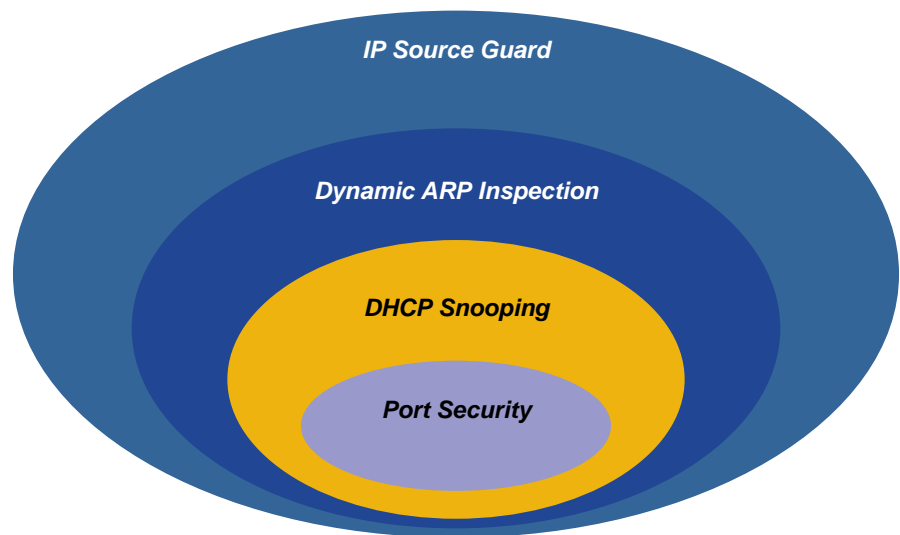 IP Source Guard
Dynamic ARP Inspection
DHCP Snooping
Port Security